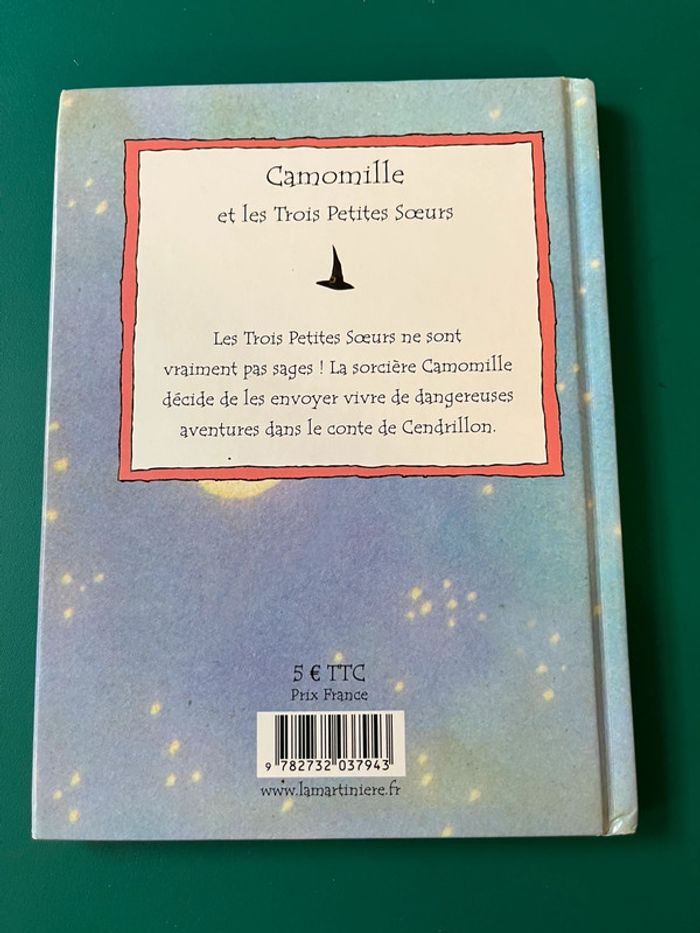 Camomille
et les Trois Petites Sœurs
Les Trois Petites Sœurs ne sont
vraiment pas sages ! La sorcière Camomille
décide de les envoyer vivre de dangereuses
aventures dans le conte de Cendrillon.
5 € TTC
Prix France
9 782732 037943
www.lamartiniere.fr